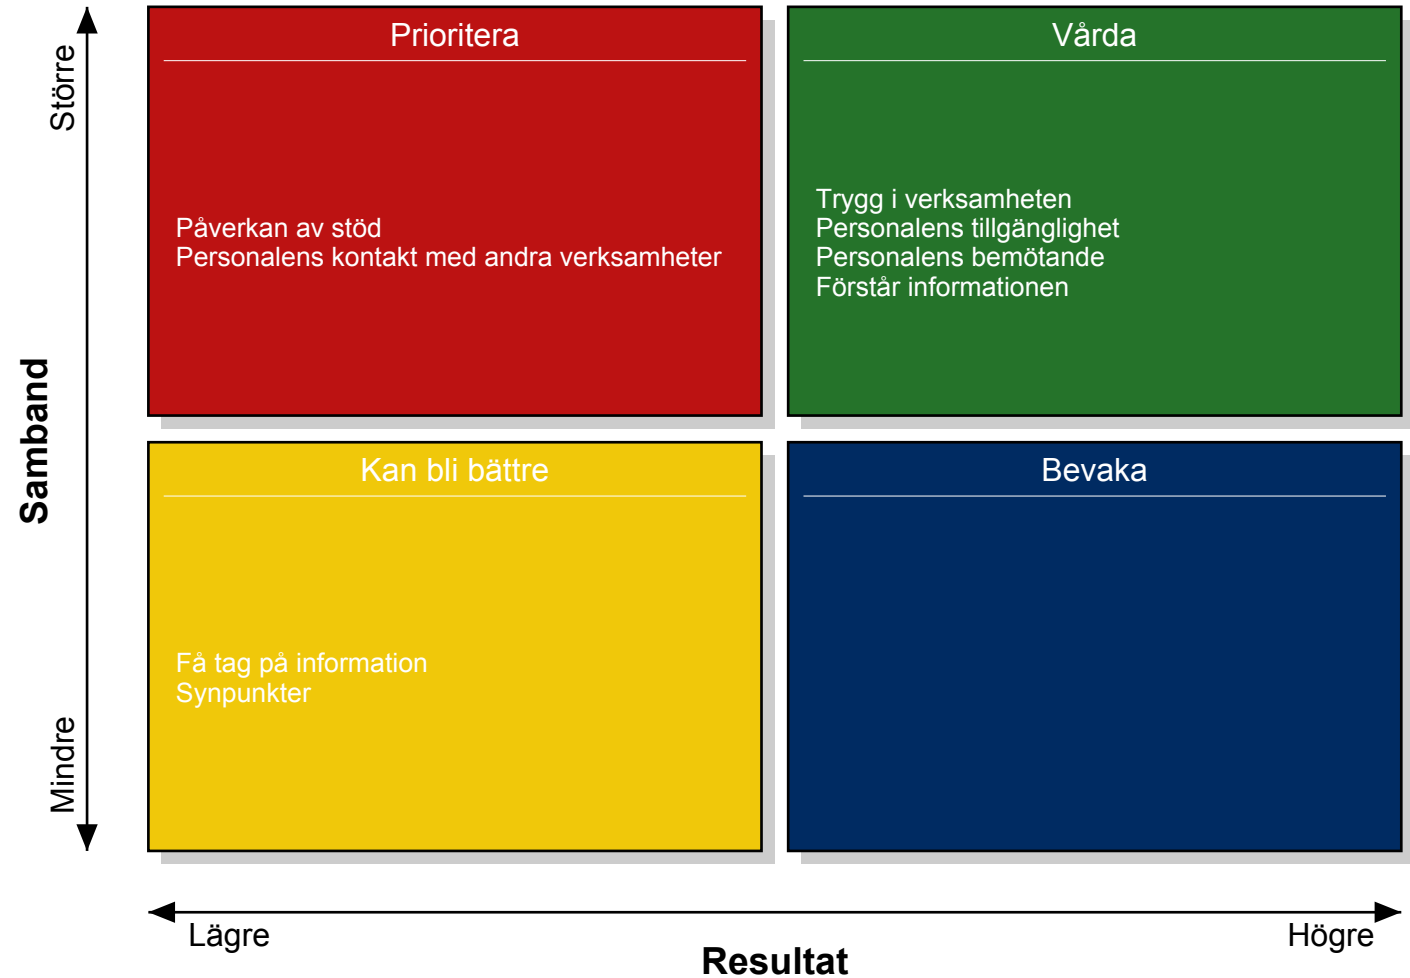 Större
Samband
Mindre
Prioritera
Påverkan av stöd
Personalens kontakt med andra verksamheter
Vårda
Trygg i verksamheten
Personalens tillgänglighet
Personalens bemötande
Förstår informationen
Kan bli bättre
Få tag på information
Synpunkter
Bevaka
Lägre
Högre
Resultat